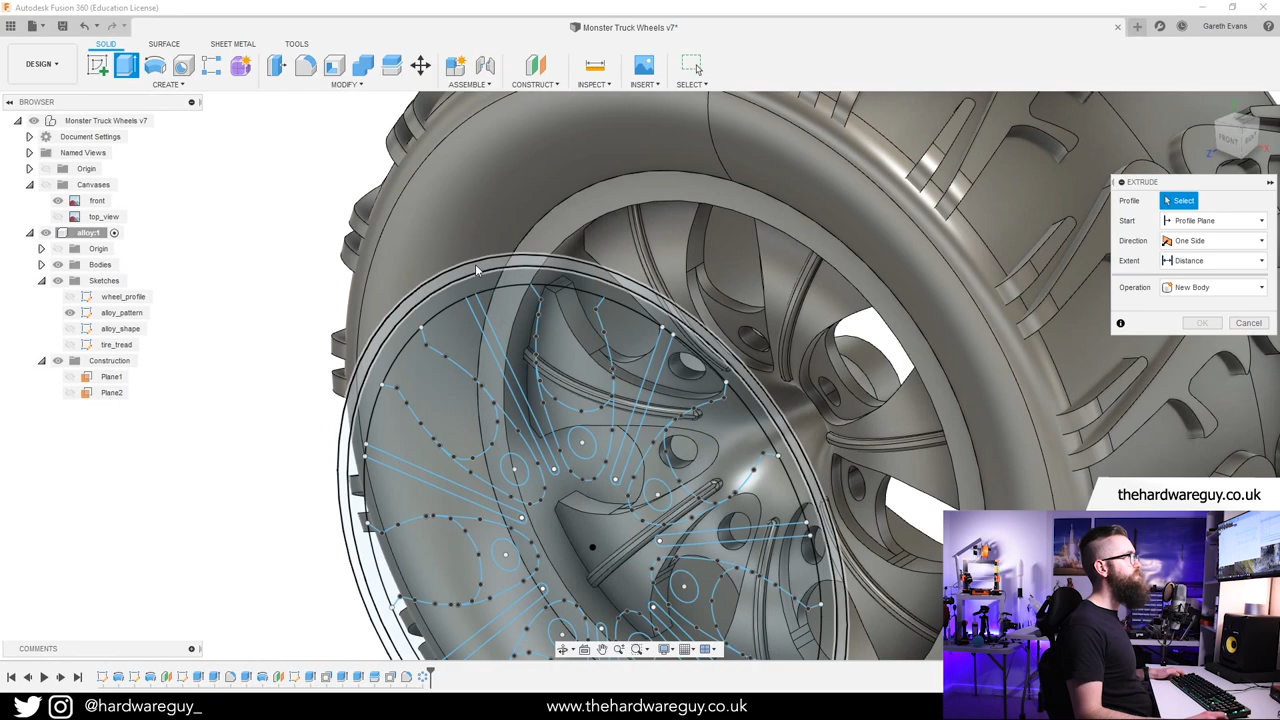 Autodesk Fusion 360 (Education License)
Monster Truck Wheels v7*
Gareth Evans
DESIGN
SOLID SURFACE SHEET METAL TOOLS
CREATE MODIFY ASSEMBLE CONSTRUCT INSPECT INSERT SELECT
BROWSER
Monster Truck Wheels v7
Document Settings
Named Views
Origin
Canvases
front
top_view
alloy:1
Origin
Bodies
Sketches
wheel_profile
alloy_pattern
alloy_shape
tire_tread
Construction
Plane1
Plane2
FRONT
Z
X
EXTRUDE
Profile Select
Start Profile Plane
Direction One Side
Extent Distance
Operation New Body
OK Cancel
thehardwareguy.co.uk
COMMENTS
@hardwareguy_
www.thehardwareguy.co.uk